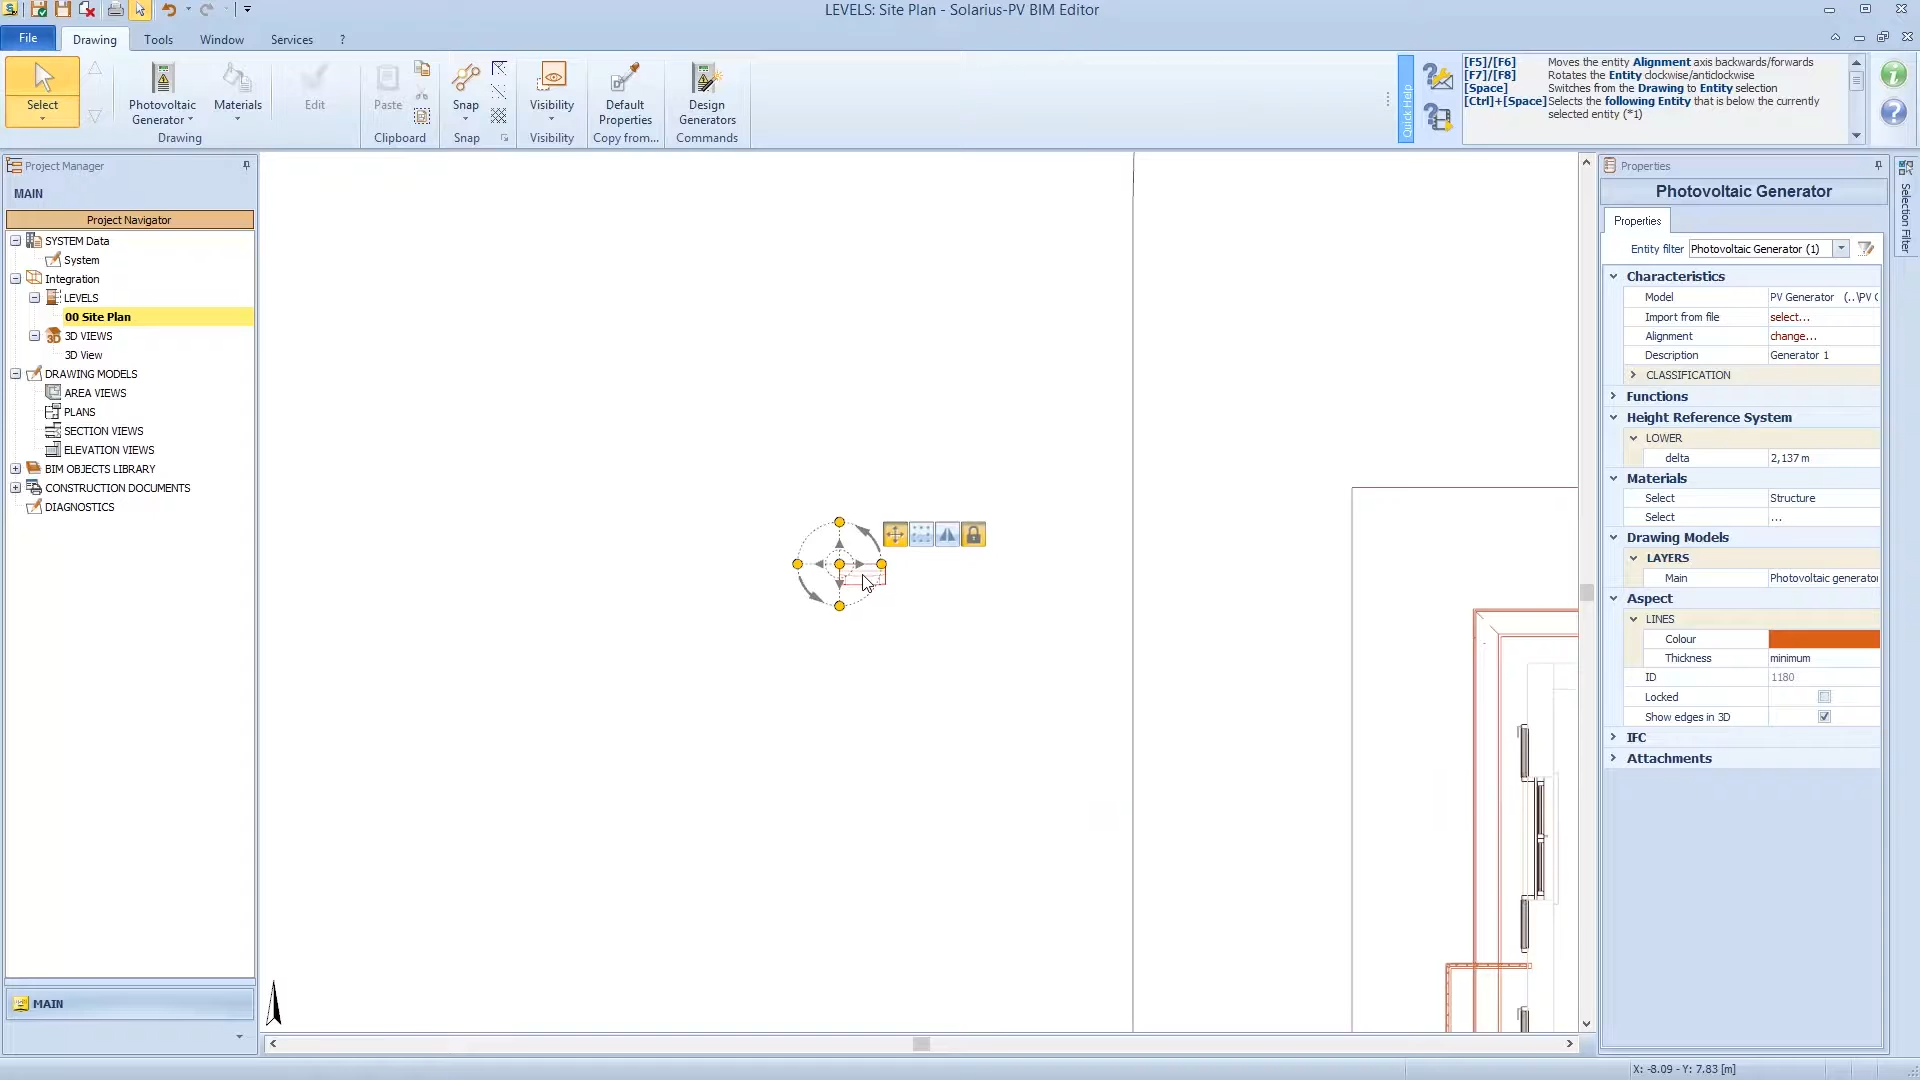 LEVELS: Site Plan - Solarius-PV BIM Editor
File
Drawing
Tools
Window
Services
?
Select
Photovoltaic
Generator
Materials
Edit
Paste
Snap
Visibility
Default
Properties
Design
Generators
Drawing
Clipboard
Snap
Visibility
Copy from...
Commands
Quick Help
[F5]/[F6] Moves the entity Alignment axis backwards/forwards
[F7]/[F8] Rotates the Entity clockwise/anticlockwise
[Space] Switches from the Drawing to Entity selection
[Ctrl]+[Space] Selects the following Entity that is below the currently
selected entity (*1)
Project Manager
MAIN
Project Navigator
SYSTEM Data
System
Integration
LEVELS
00 Site Plan
3D VIEWS
3D View
DRAWING MODELS
AREA VIEWS
PLANS
SECTION VIEWS
ELEVATION VIEWS
BIM OBJECTS LIBRARY
CONSTRUCTION DOCUMENTS
DIAGNOSTICS
MAIN
Properties
Photovoltaic Generator
Properties
Entity filter Photovoltaic Generator (1)
Characteristics
Model PV Generator (..\PV
Import from file select...
Alignment change...
Description Generator 1
CLASSIFICATION
Functions
Height Reference System
LOWER
delta 2,137 m
Materials
Select Structure
Select ...
Drawing Models
LAYERS
Main Photovoltaic generator
Aspect
LINES
Colour
Thickness minimum
ID 1180
Locked
Show edges in 3D
IFC
Attachments
Selection Filter
X: -8.09 - Y: 7.83 [m]